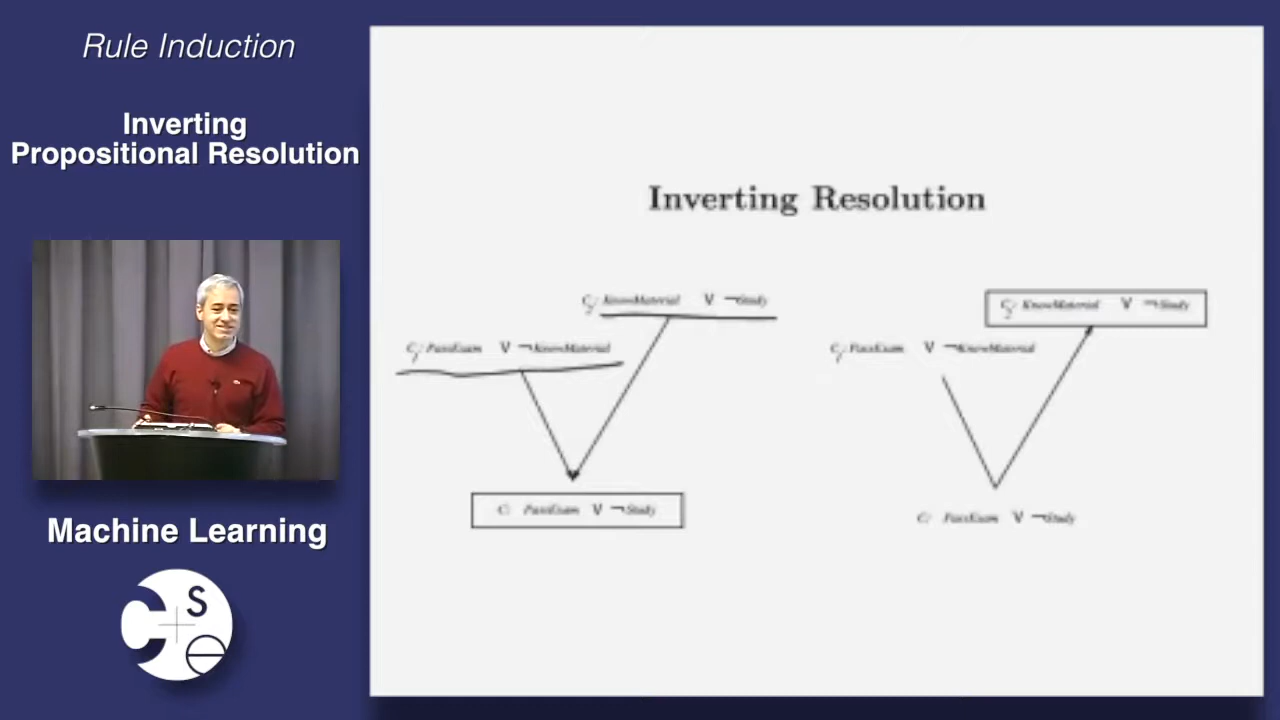 Rule Induction
Inverting
Propositional Resolution
Machine Learning
C S e
Inverting Resolution
C2: KnowMaterial V ¬Study
C1: PassExam V ¬KnowMaterial
C: PassExam V ¬Study
C2: KnowMaterial V ¬Study
C1: PassExam V ¬KnowMaterial
C: PassExam V ¬Study